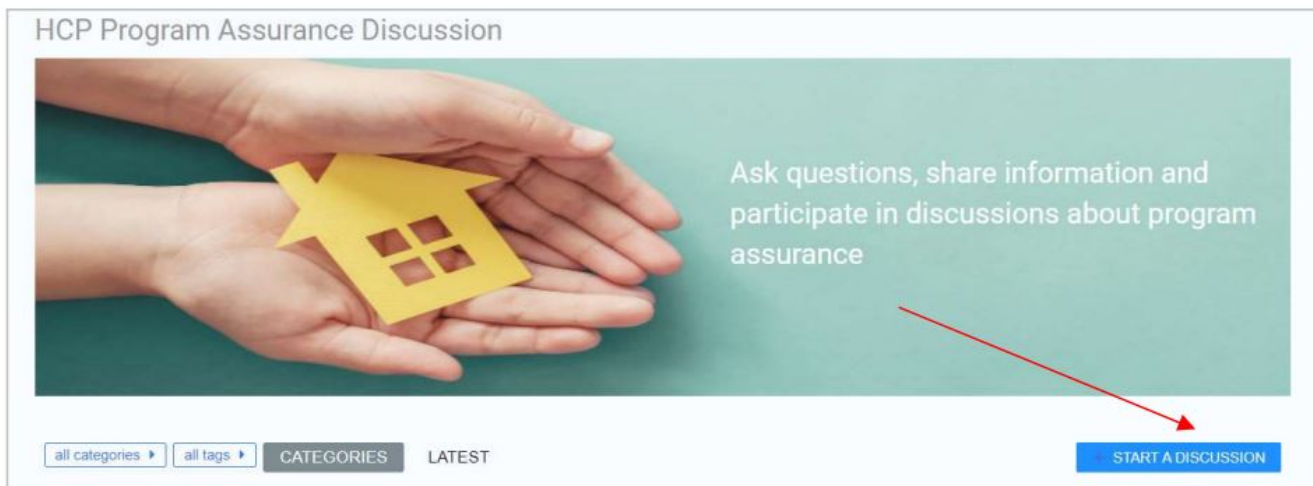 HCP Program Assurance Discussion
Ask questions, share information and
participate in discussions about program
assurance
all categories
all tags
CATEGORIES
LATEST
+ START A DISCUSSION